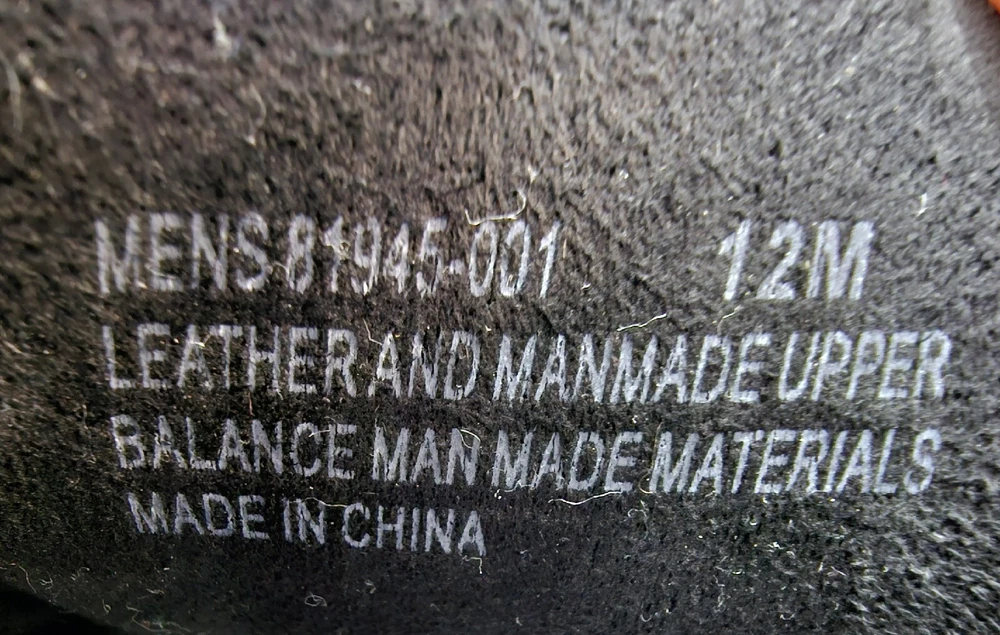 MENS 81945-001 12M
LEATHER AND MANMADE UPPER
BALANCE MAN MADE MATERIALS
MADE IN CHINA